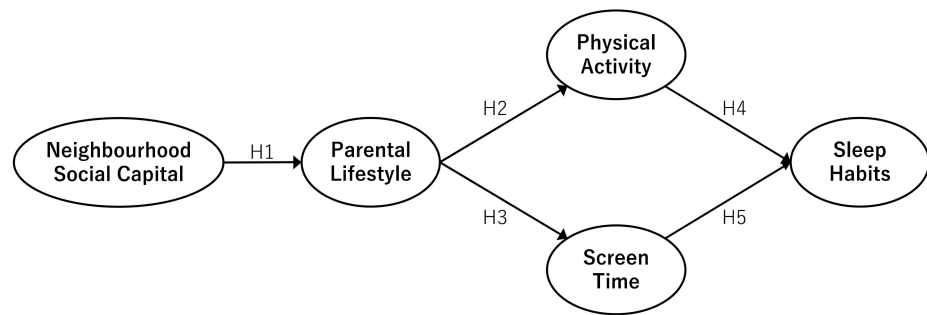 Physical
Activity
H2
H4
Neighbourhood
Social Capital
H1
Parental
Lifestyle
Sleep
Habits
H3
H5
Screen
Time